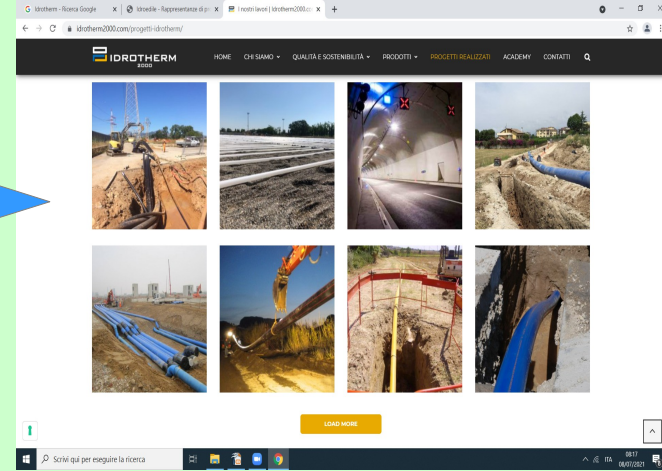 Idrotherm - Ricerca Google
Idroedile - Rappresentanze di pr
I nostri lavori | Idrotherm2000.co
idrotherm2000.com/progetti-idrotherm/
IDROTHERM
2000
HOME CHI SIAMO QUALITÀ E SOSTENIBILITÀ PRODOTTI PROGETTI REALIZZATI ACADEMY CONTATTI
LOAD MORE
Scrivi qui per eseguire la ricerca
ITA
08:17
08/07/2021